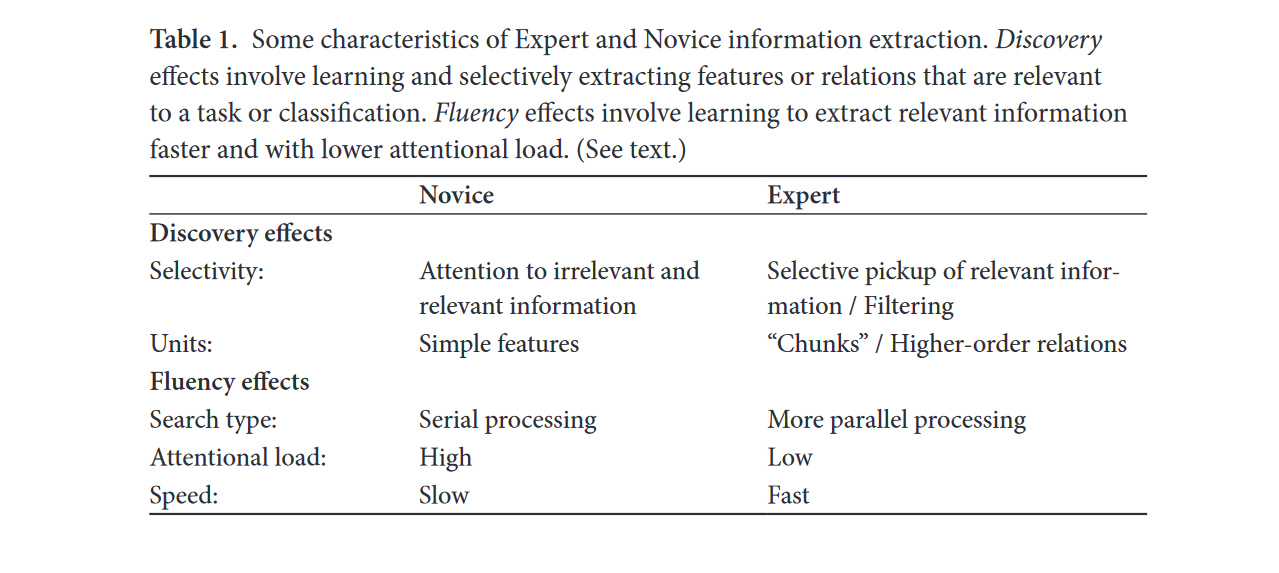 Table 1. Some characteristics of Expert and Novice information extraction. Discovery
effects involve learning and selectively extracting features or relations that are relevant
to a task or classification. Fluency effects involve learning to extract relevant information
faster and with lower attentional load. (See text.)
Novice Expert
Discovery effects
Selectivity: Attention to irrelevant and Selective pickup of relevant infor-
relevant information mation / Filtering
Units: Simple features “Chunks” / Higher-order relations
Fluency effects
Search type: Serial processing More parallel processing
Attentional load: High Low
Speed: Slow Fast